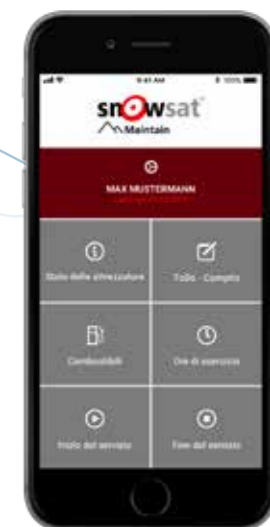 9:41 AM
100%
snowsat
Maintain
MAX MUSTERMANN
Stato delle attrezzature
ToDo - Compito
Combustibili
Ore di esercizio
Inizio del servizio
Fine del servizio